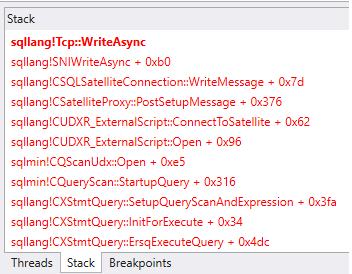 Stack
sqllang!Tcp::WriteAsync
sqllang!SNIWriteAsync + 0xb0
sqllang!CSQLSatelliteConnection::WriteMessage + 0x7d
sqllang!CSatelliteProxy::PostSetupMessage + 0x376
sqllang!CUDXR_ExternalScript::ConnectToSatellite + 0x62
sqllang!CUDXR_ExternalScript::Open + 0x96
sqlmin!CQScanUdx::Open + 0xe5
sqlmin!CQueryScan::StartupQuery + 0x316
sqllang!CXStmtQuery::SetupQueryScanAndExpression + 0x3fa
sqllang!CXStmtQuery::InitForExecute + 0x34
sqllang!CXStmtQuery::ErsqExecuteQuery + 0x4dc
Threads Stack Breakpoints